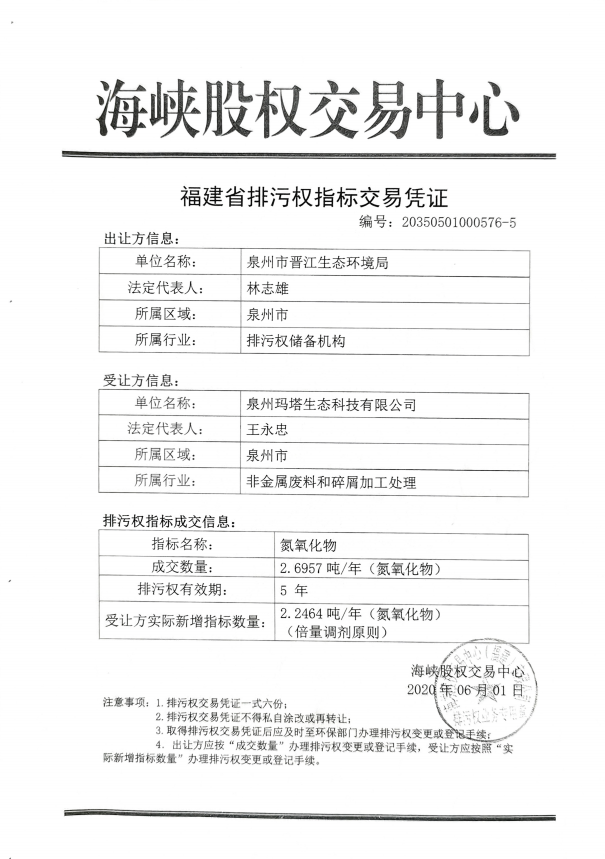 海峡股权交易中心
福建省排污权指标交易凭证
编号：20350501000576-5
出让方信息：
单位名称： 泉州市晋江生态环境局
法定代表人： 林志雄
所属区域： 泉州市
所属行业： 排污权储备机构
受让方信息：
单位名称： 泉州玛塔生态科技有限公司
法定代表人： 王永忠
所属区域： 泉州市
所属行业： 非金属废料和碎屑加工处理
排污权指标成交信息：
指标名称： 氮氧化物
成交数量： 2.6957 吨/年（氮氧化物）
排污权有效期： 5 年
受让方实际新增指标数量： 2.2464 吨/年（氮氧化物）
（倍量调剂原则）
海峡股权交易中心
2020 年 06 月 01 日
注意事项：1.排污权交易凭证一式六份；
2.排污权交易凭证不得私自涂改或再转让；
3.取得排污权交易凭证后应及时至环保部门办理排污权变更或登记手续；
4. 出让方应按“成交数量”办理排污权变更或登记手续，受让方应按照“实
际新增指标数量”办理排污权变更或登记手续。